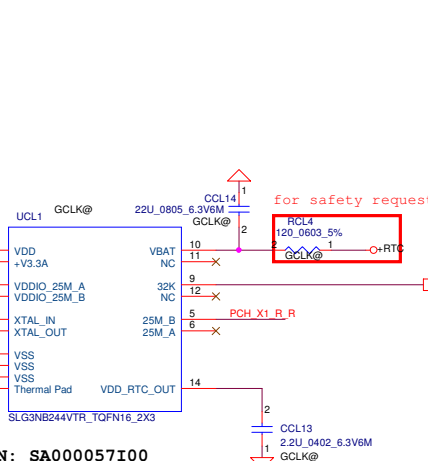 1
CCL14
22U_0805_6.3V6M
GCLK@
2
for safety request
RCL4
120_0603_5%
2
1
GCLK@
+RTC
GCLK@
UCL1
VDD
+V3.3A
VDDIO_25M_A
VDDIO_25M_B
XTAL_IN
XTAL_OUT
VSS
VSS
VSS
Thermal Pad
VBAT
NC
32K
NC
25M_B
25M_A
VDD_RTC_OUT
10
11
9
12
5
6
14
PCH_X1_R_R
SLG3NB244VTR_TQFN16_2X3
2
CCL13
2.2U_0402_6.3V6M
1
GCLK@
N: SA000057I00